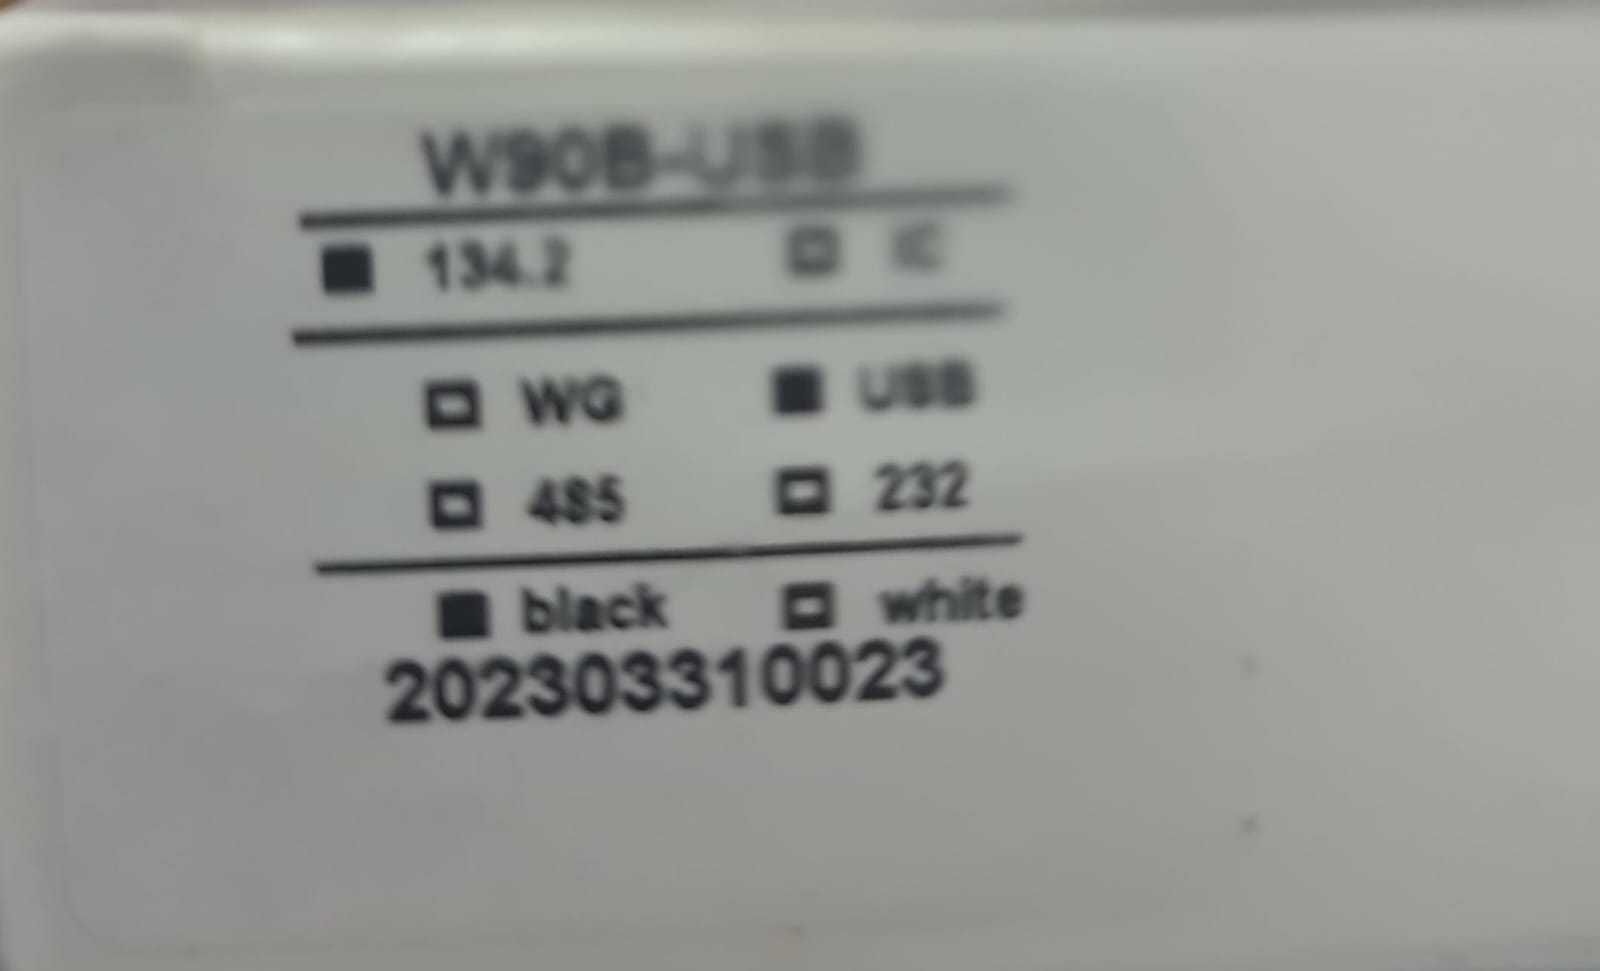 W90B-USB
■ 134.2 □ IC
□ WG ■ USB
□ 485 □ 232
■ black □ white
202303310023